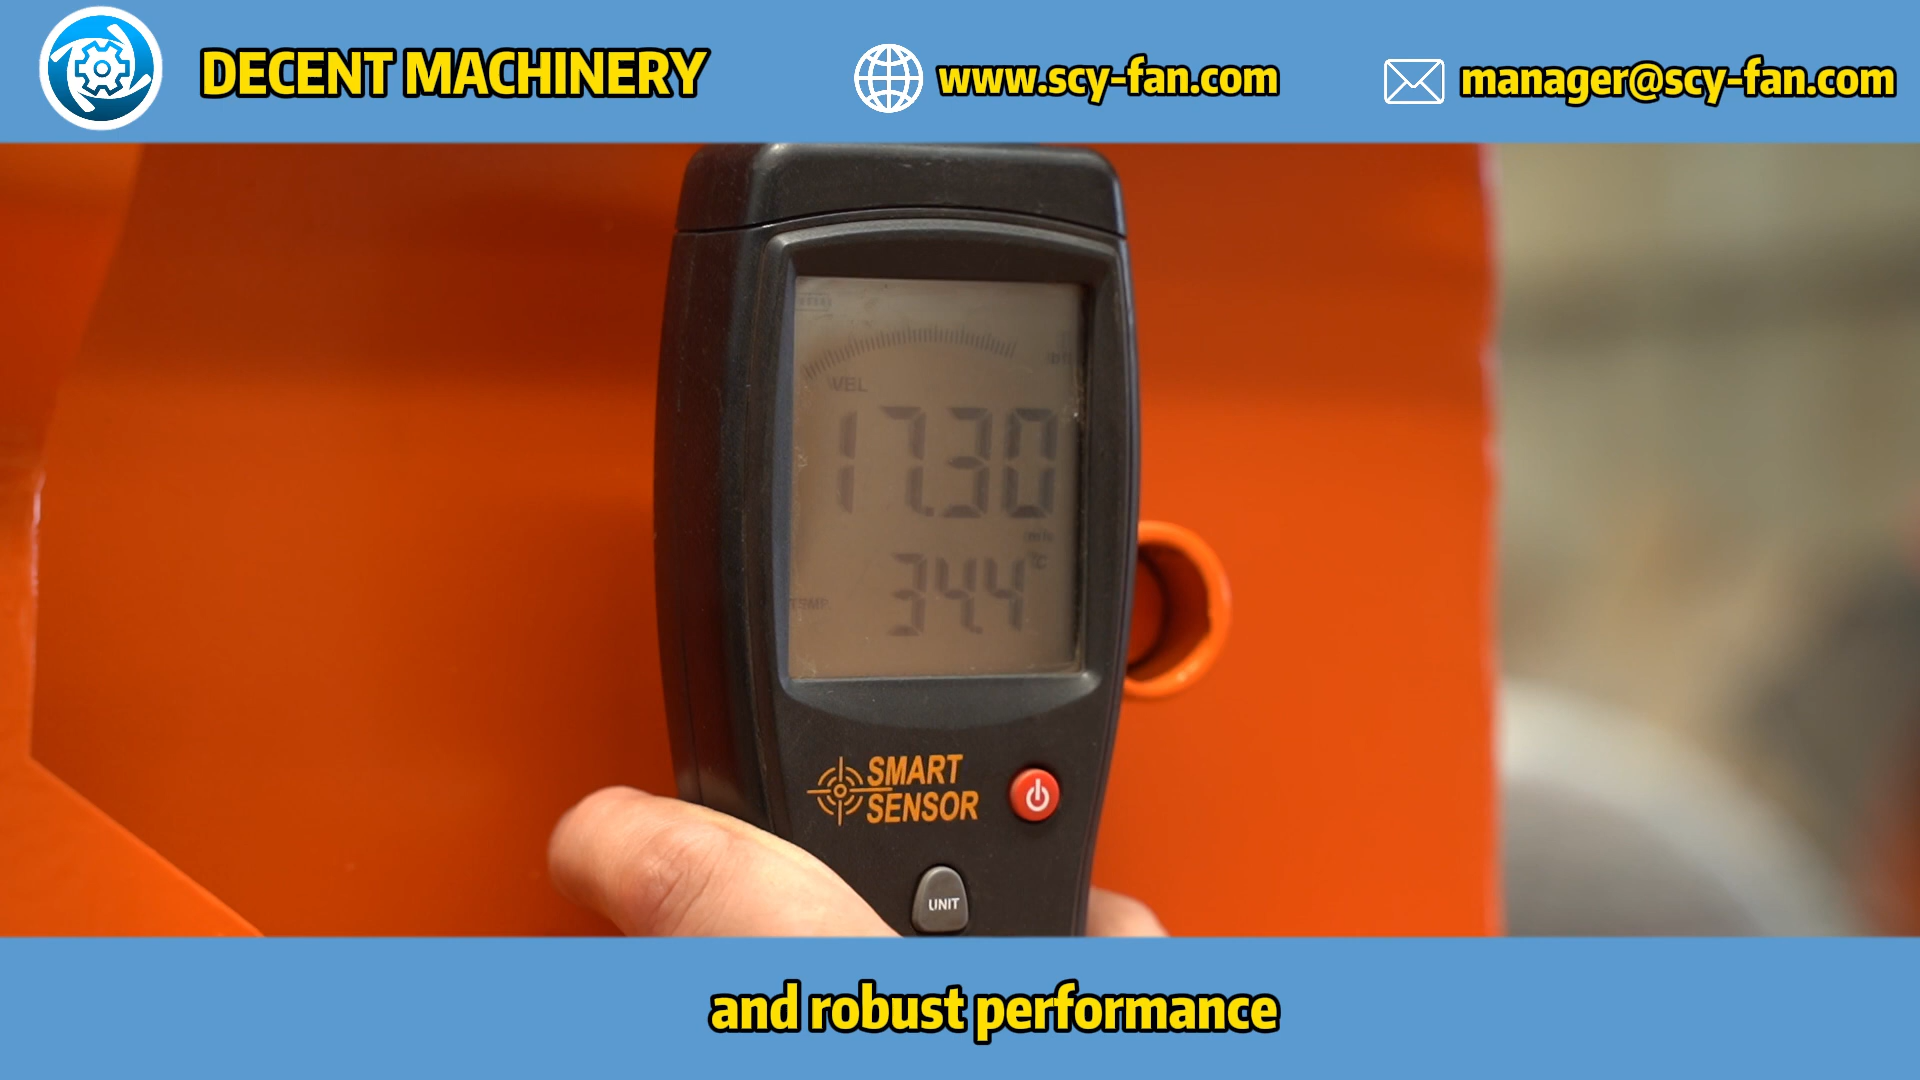 DECENT MACHINERY
www.scy-fan.com
manager@scy-fan.com
VEL
17.30
m/s
34.4
°C
TEMP.
SMART
SENSOR
UNIT
and robust performance